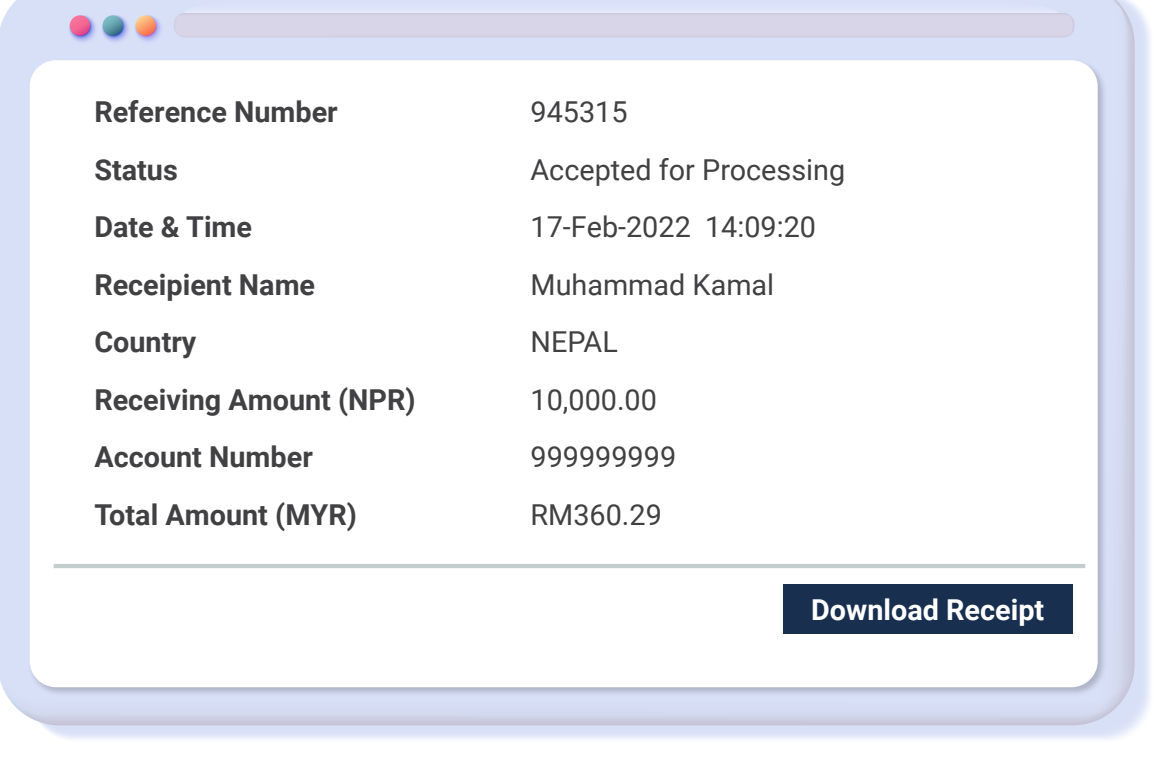 Reference Number 945315
Status Accepted for Processing
Date & Time 17-Feb-2022 14:09:20
Receipient Name Muhammad Kamal
Country NEPAL
Receiving Amount (NPR) 10,000.00
Account Number 999999999
Total Amount (MYR) RM360.29
Download Receipt